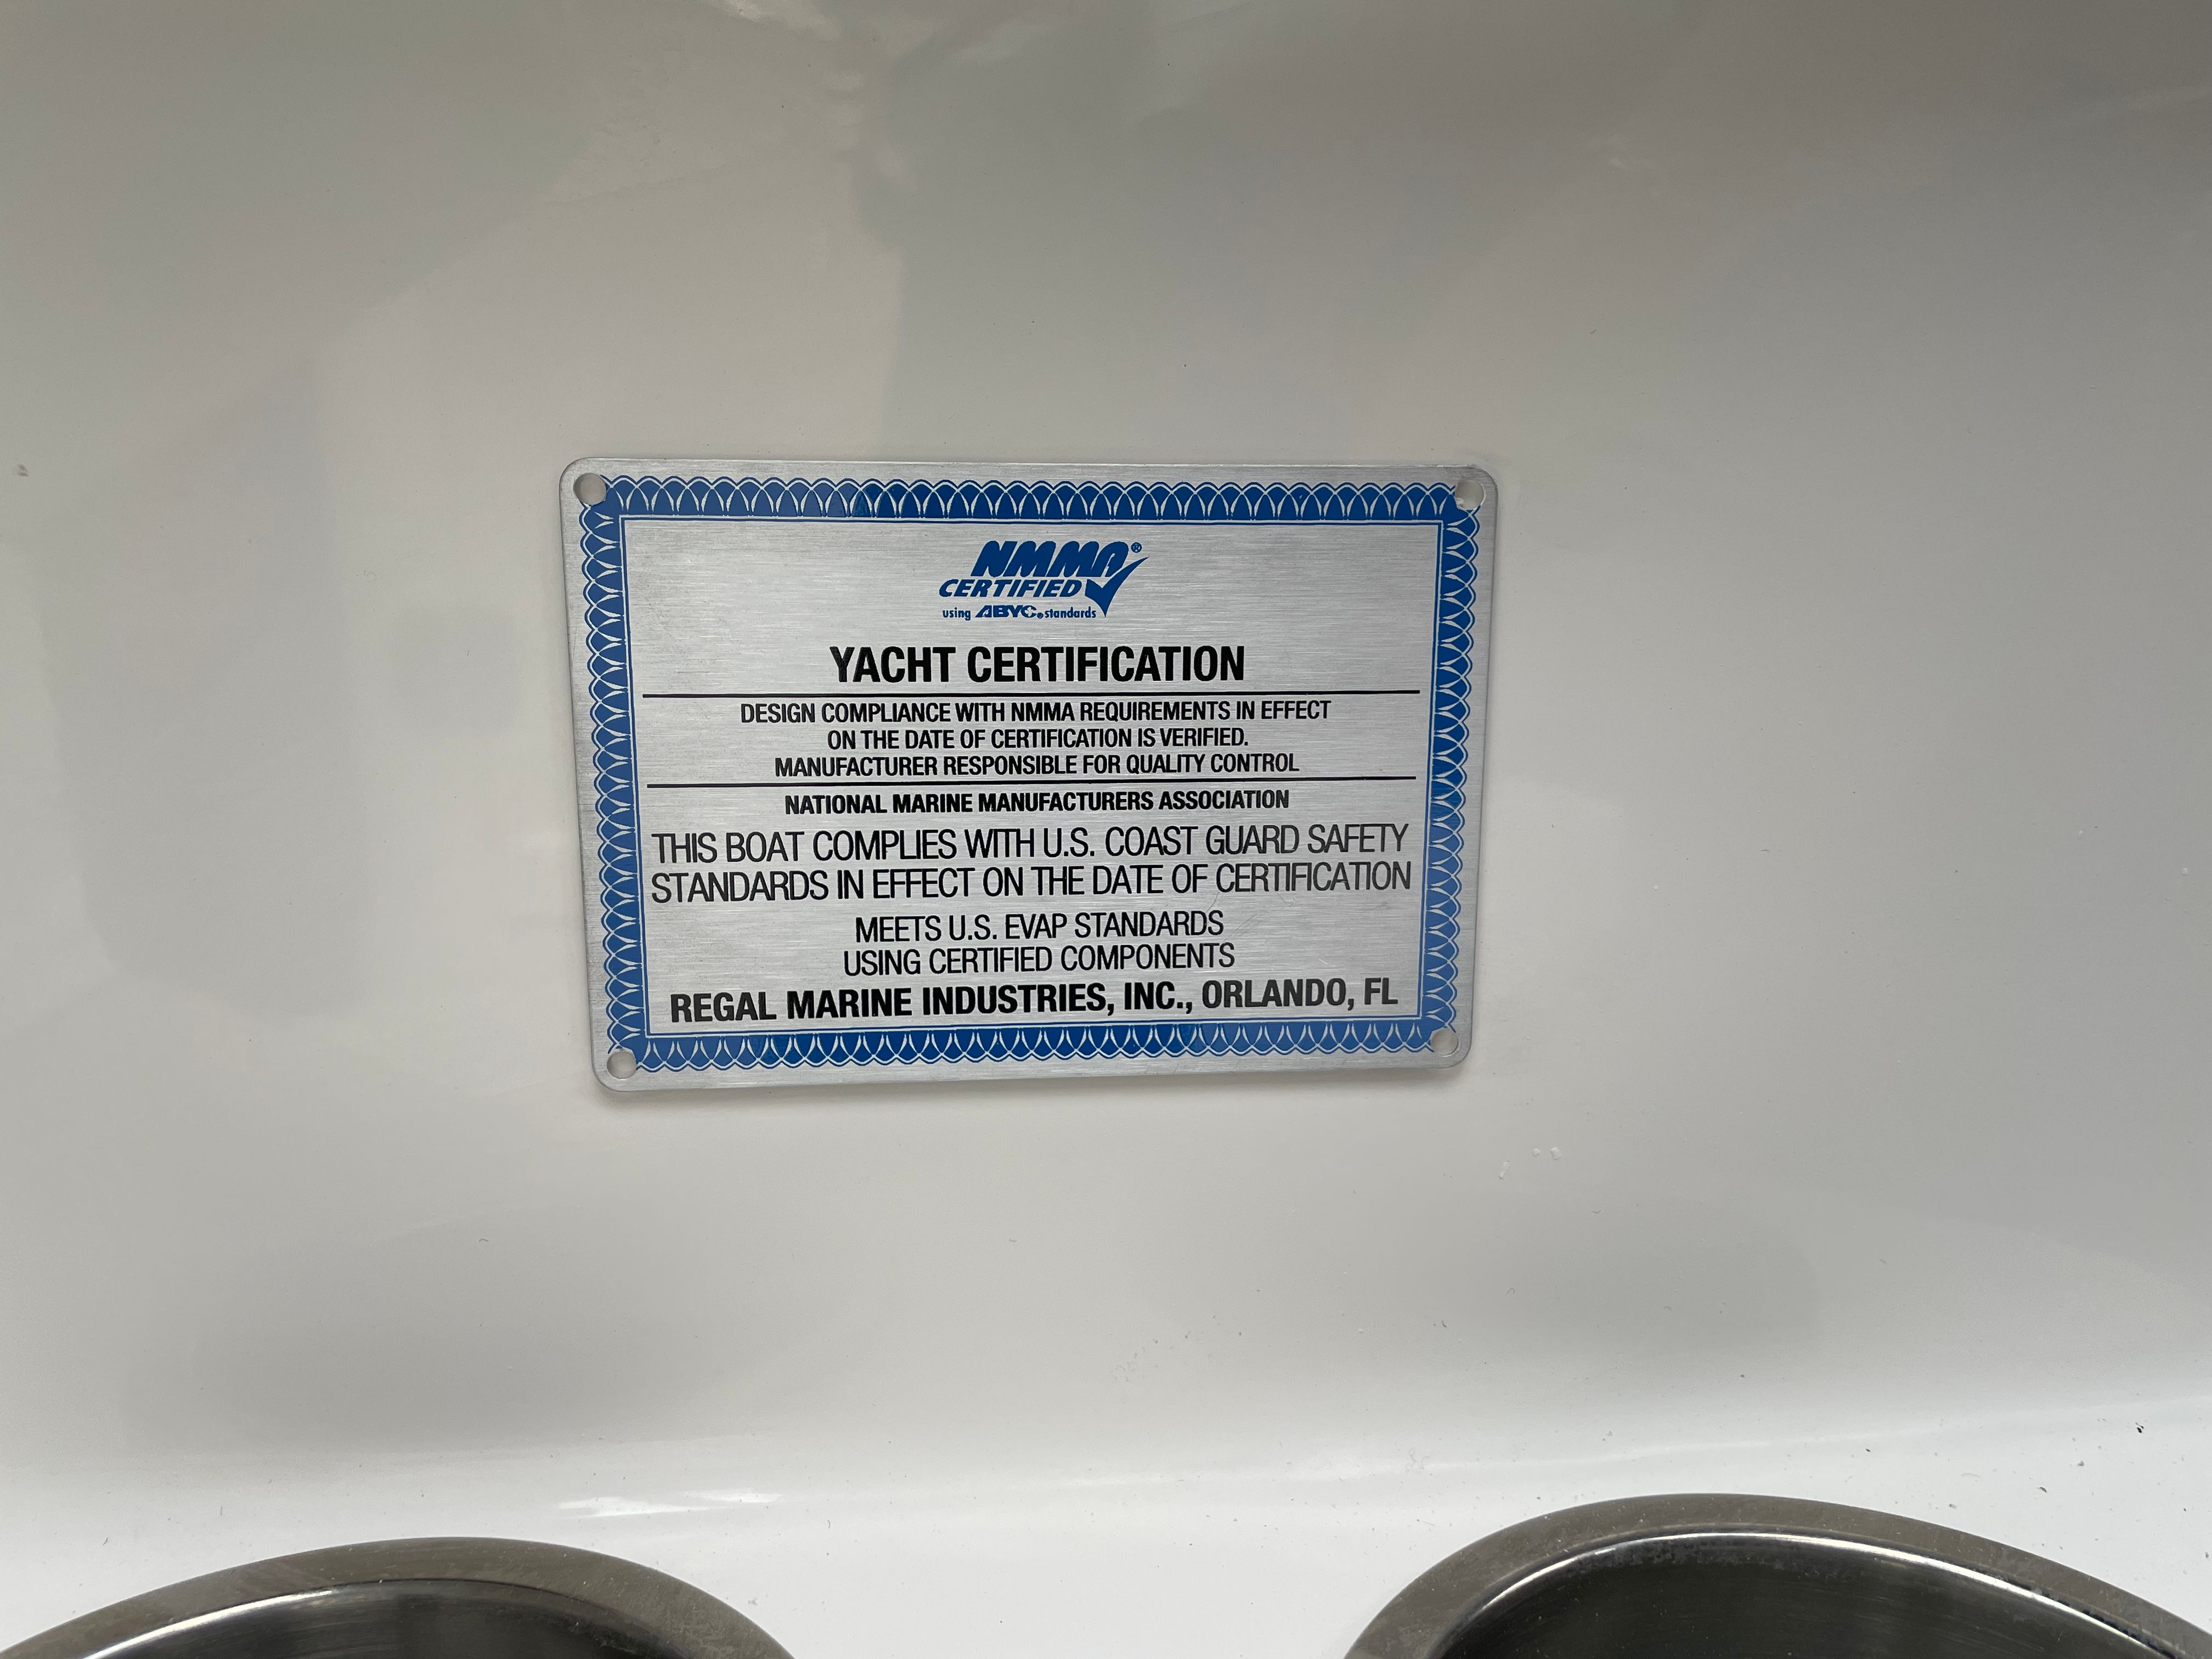 NMMA®
CERTIFIED
using ABYC® standards
YACHT CERTIFICATION
DESIGN COMPLIANCE WITH NMMA REQUIREMENTS IN EFFECT
ON THE DATE OF CERTIFICATION IS VERIFIED.
MANUFACTURER RESPONSIBLE FOR QUALITY CONTROL
NATIONAL MARINE MANUFACTURERS ASSOCIATION
THIS BOAT COMPLIES WITH U.S. COAST GUARD SAFETY
STANDARDS IN EFFECT ON THE DATE OF CERTIFICATION
MEETS U.S. EVAP STANDARDS
USING CERTIFIED COMPONENTS
REGAL MARINE INDUSTRIES, INC., ORLANDO, FL